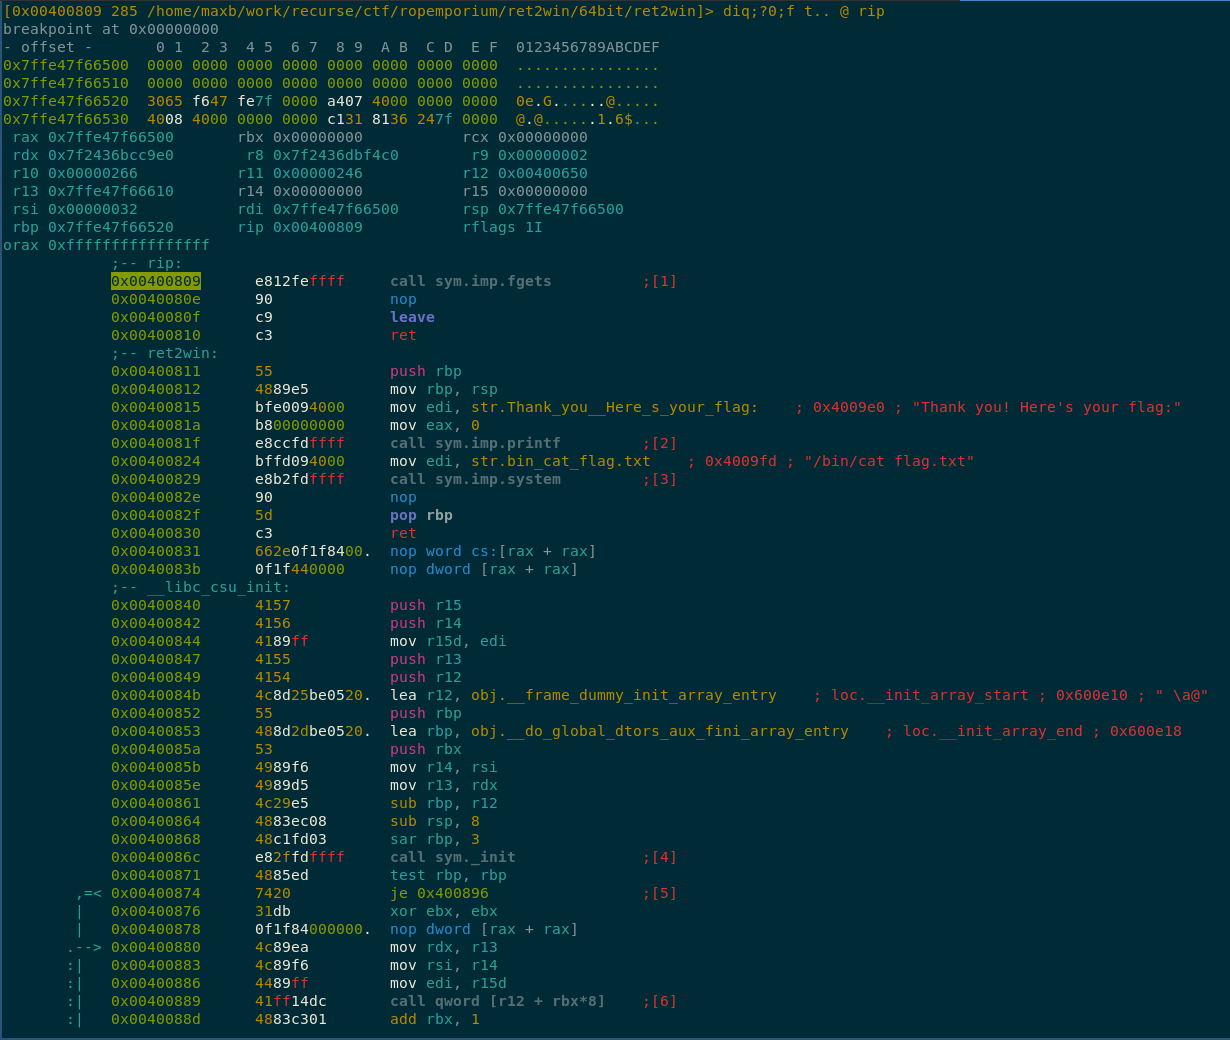 [0x00400809 285 /home/maxb/work/recurse/ctf/ropemporium/ret2win/64bit/ret2win]> diq;?0;f t.. @ rip
breakpoint at 0x00000000
- offset -       0 1  2 3  4 5  6 7  8 9  A B  C D  E F  0123456789ABCDEF
0x7ffe47f66500  0000 0000 0000 0000 0000 0000 0000 0000  ................
0x7ffe47f66510  0000 0000 0000 0000 0000 0000 0000 0000  ................
0x7ffe47f66520  3065 f647 fe7f 0000 a407 4000 0000 0000  0e.G......@.....
0x7ffe47f66530  4008 4000 0000 0000 c131 8136 247f 0000  @.@......1.6$...
 rax 0x7ffe47f66500       rbx 0x00000000           rcx 0x00000000
 rdx 0x7f2436bcc9e0        r8 0x7f2436dbf4c0        r9 0x00000002
 r10 0x00000266           r11 0x00000246           r12 0x00400650
 r13 0x7ffe47f66610       r14 0x00000000           r15 0x00000000
 rsi 0x00000032           rdi 0x7ffe47f66500       rsp 0x7ffe47f66500
 rbp 0x7ffe47f66520       rip 0x00400809           rflags 1I
orax 0xffffffffffffffff
            ;-- rip:
            0x00400809      e812feffff     call sym.imp.fgets          ;[1]
            0x0040080e      90             nop
            0x0040080f      c9             leave
            0x00400810      c3             ret
            ;-- ret2win:
            0x00400811      55             push rbp
            0x00400812      4889e5         mov rbp, rsp
            0x00400815      bfe0094000     mov edi, str.Thank_you__Here_s_your_flag:    ; 0x4009e0 ; "Thank you! Here's your flag:"
            0x0040081a      b800000000     mov eax, 0
            0x0040081f      e8ccfdffff     call sym.imp.printf         ;[2]
            0x00400824      bffd094000     mov edi, str.bin_cat_flag.txt    ; 0x4009fd ; "/bin/cat flag.txt"
            0x00400829      e8b2fdffff     call sym.imp.system         ;[3]
            0x0040082e      90             nop
            0x0040082f      5d             pop rbp
            0x00400830      c3             ret
            0x00400831      662e0f1f8400.  nop word cs:[rax + rax]
            0x0040083b      0f1f440000     nop dword [rax + rax]
            ;-- __libc_csu_init:
            0x00400840      4157           push r15
            0x00400842      4156           push r14
            0x00400844      4189ff         mov r15d, edi
            0x00400847      4155           push r13
            0x00400849      4154           push r12
            0x0040084b      4c8d25be0520.  lea r12, obj.__frame_dummy_init_array_entry    ; loc.__init_array_start ; 0x600e10 ; " \a@"
            0x00400852      55             push rbp
            0x00400853      488d2dbe0520.  lea rbp, obj.__do_global_dtors_aux_fini_array_entry    ; loc.__init_array_end ; 0x600e18
            0x0040085a      53             push rbx
            0x0040085b      4989f6         mov r14, rsi
            0x0040085e      4989d5         mov r13, rdx
            0x00400861      4c29e5         sub rbp, r12
            0x00400864      4883ec08       sub rsp, 8
            0x00400868      48c1fd03       sar rbp, 3
            0x0040086c      e82ffdffff     call sym._init              ;[4]
            0x00400871      4885ed         test rbp, rbp
        ,=< 0x00400874      7420           je 0x400896                 ;[5]
        |   0x00400876      31db           xor ebx, ebx
        |   0x00400878      0f1f84000000.  nop dword [rax + rax]
       .--> 0x00400880      4c89ea         mov rdx, r13
       :|   0x00400883      4c89f6         mov rsi, r14
       :|   0x00400886      4489ff         mov edi, r15d
       :|   0x00400889      41ff14dc       call qword [r12 + rbx*8]    ;[6]
       :|   0x0040088d      4883c301       add rbx, 1